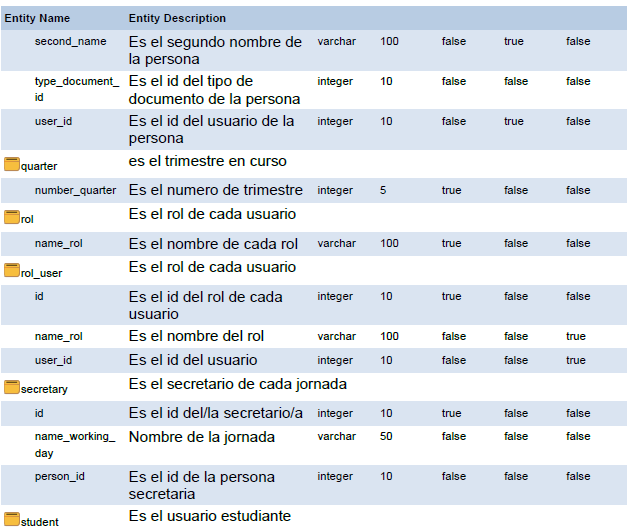 Entity Name Entity Description
second_name Es el segundo nombre de varchar 100 false true false
la persona
type_document_ Es el id del tipo de integer 10 false false false
id documento de la persona
user_id Es el id del usuario de la integer 10 false true false
persona
quarter es el trimestre en curso
number_quarter Es el numero de trimestre integer 5 true false false
rol Es el rol de cada usuario
name_rol Es el nombre de cada rol varchar 100 true false false
rol_user Es el rol de cada usuario
id Es el id del rol de cada integer 10 true false false
usuario
name_rol Es el nombre del rol varchar 100 false false true
user_id Es el id del usuario integer 10 false false true
secretary Es el secretario de cada jornada
id Es el id del/la secretario/a integer 10 true false false
name_working_ Nombre de la jornada varchar 50 false false false
day
person_id Es el id de la persona integer 10 false false false
secretaria
student Es el usuario estudiante